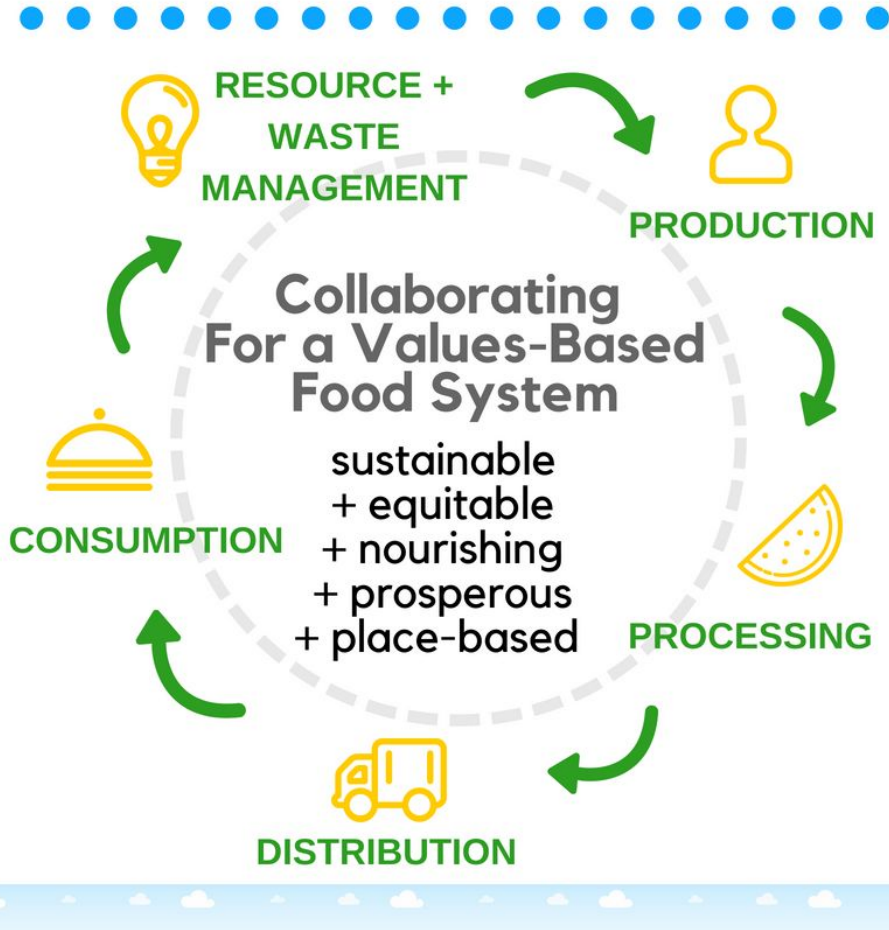 RESOURCE +
WASTE
MANAGEMENT
PRODUCTION
Collaborating
For a Values-Based
Food System
sustainable
+ equitable
+ nourishing
+ prosperous
+ place-based
CONSUMPTION
PROCESSING
DISTRIBUTION